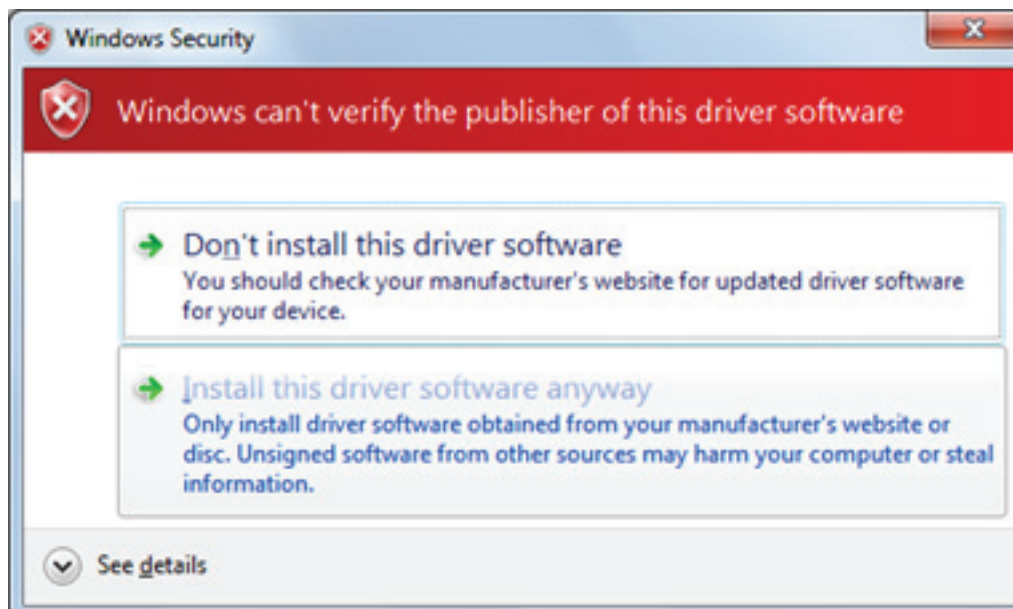 Windows Security
Windows can't verify the publisher of this driver software
Don't install this driver software
You should check your manufacturer's website for updated driver software
for your device.
Install this driver software anyway
Only install driver software obtained from your manufacturer's website or
disc. Unsigned software from other sources may harm your computer or steal
information.
See details